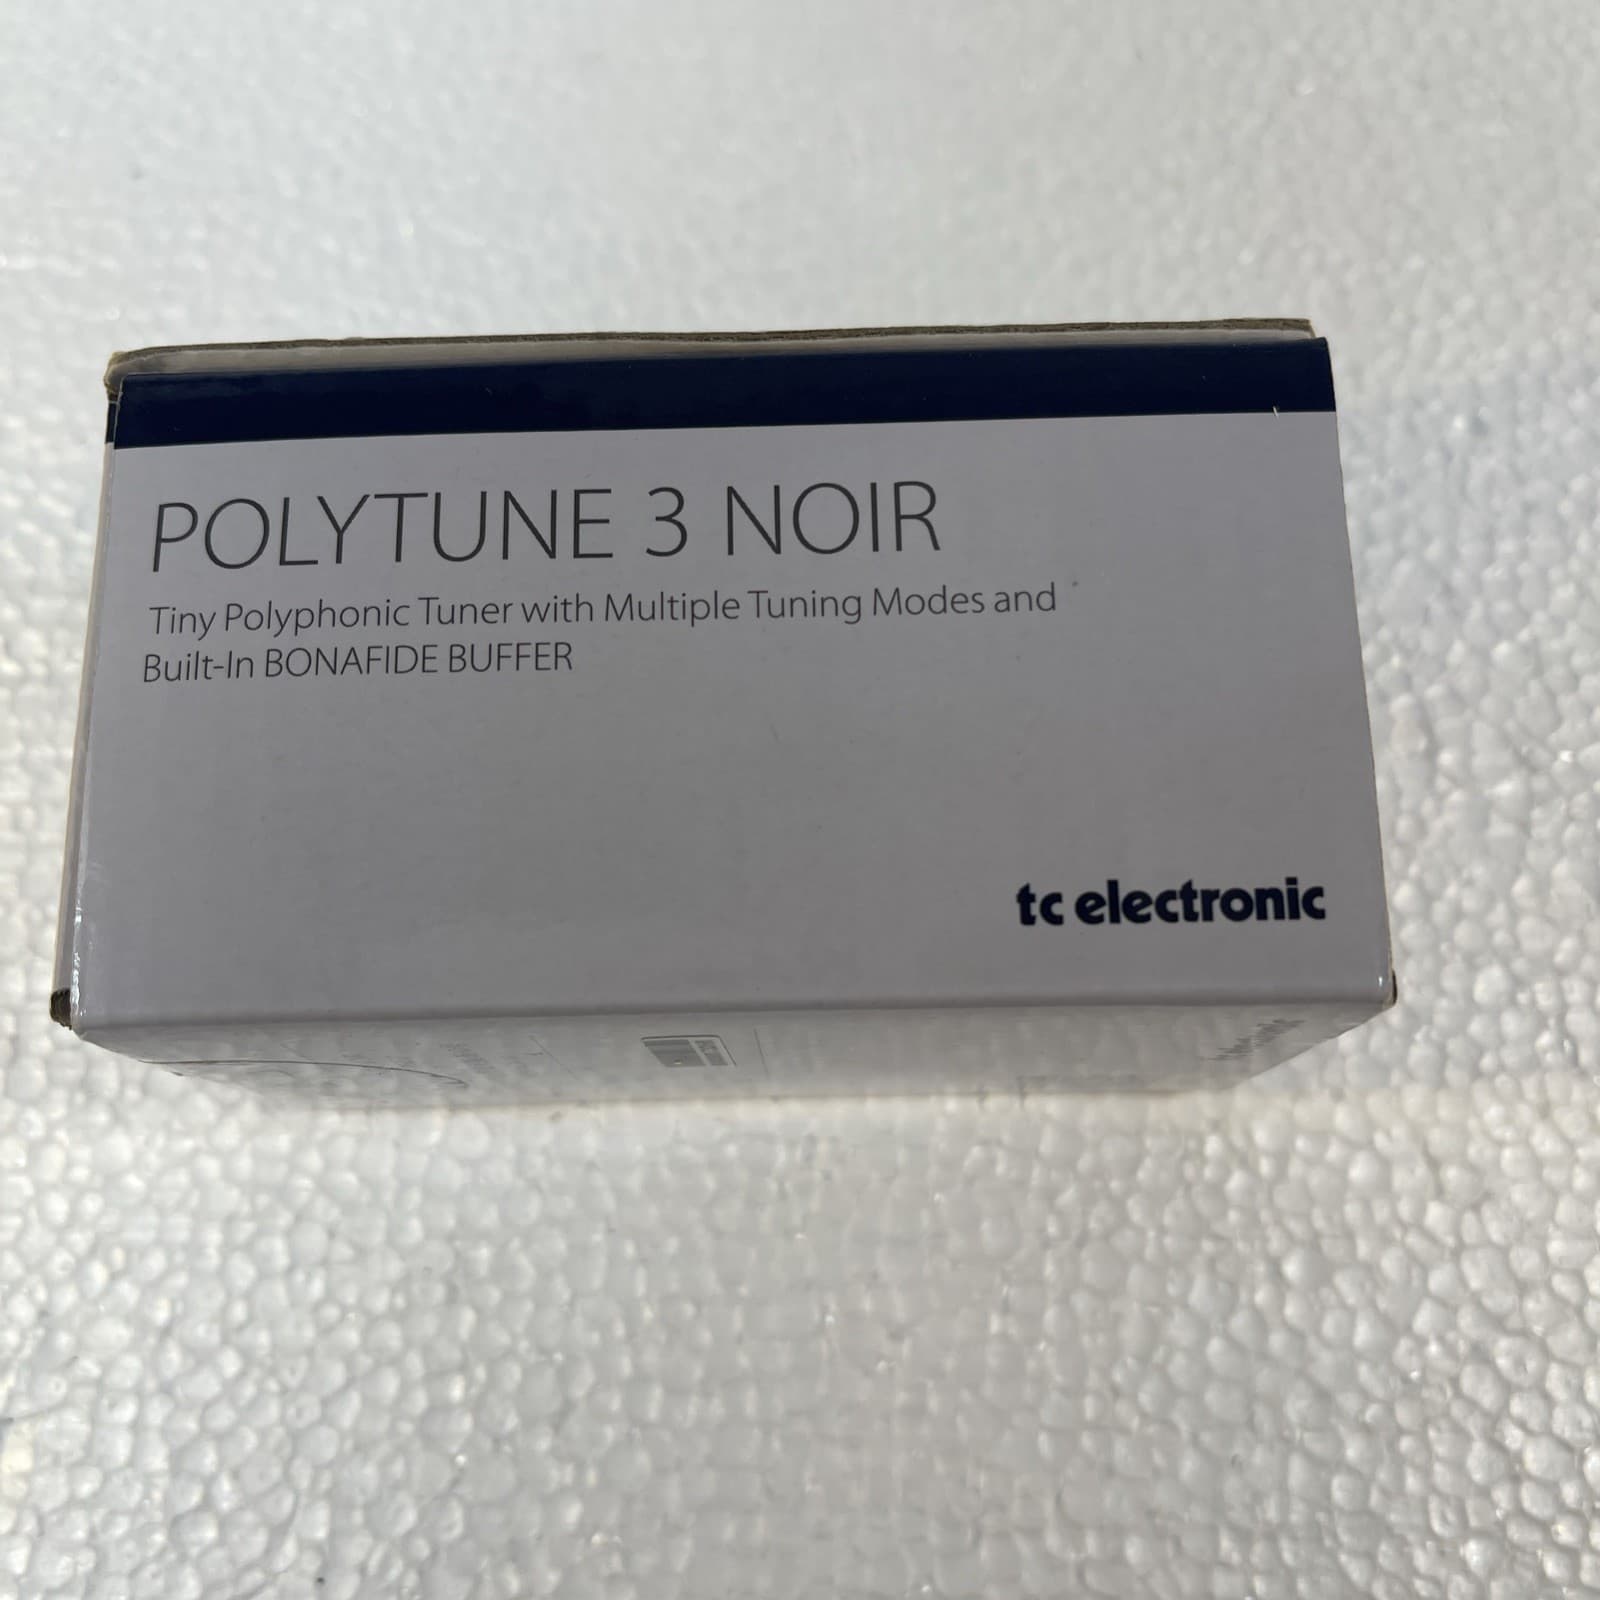 POLYTUNE 3 NOIR
Tiny Polyphonic Tuner with Multiple Tuning Modes and
Built-In BONAFIDE BUFFER
tc electronic